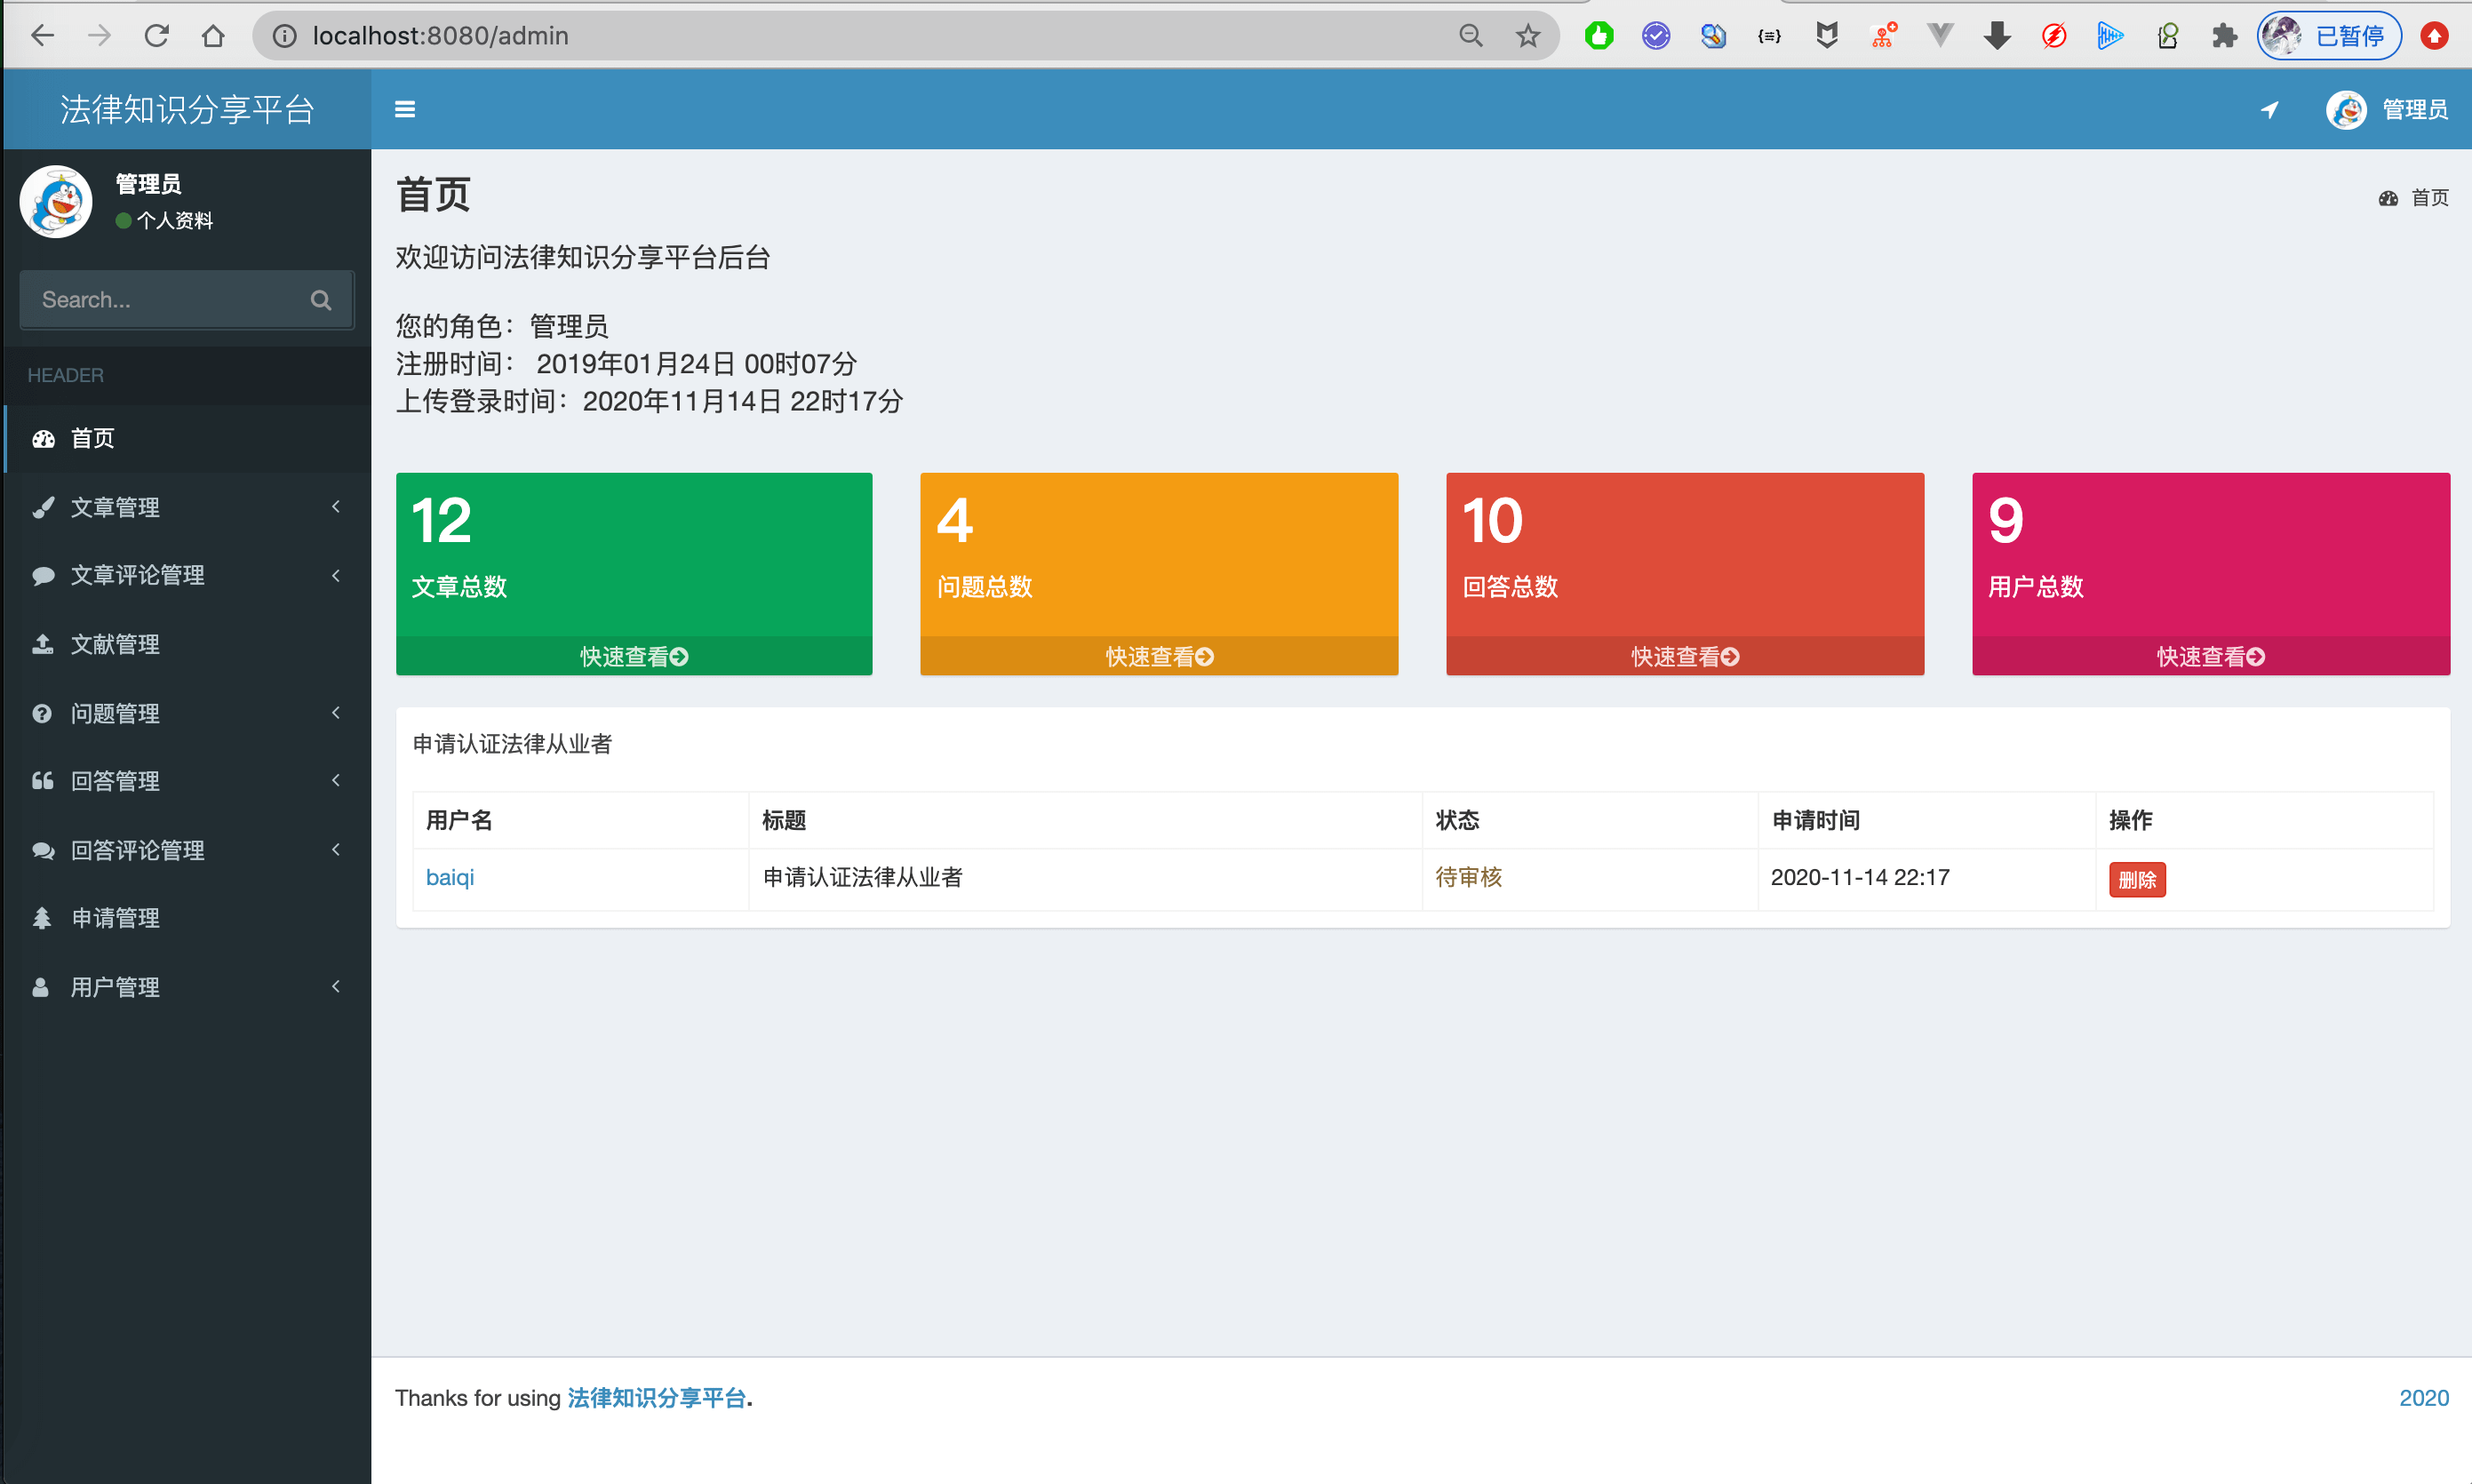 localhost:8080/admin
已暂停
法律知识分享平台
管理员
管理员
个人资料
Search...
HEADER
首页
文章管理
文章评论管理
文献管理
问题管理
回答管理
回答评论管理
申请管理
用户管理
首页
首页
欢迎访问法律知识分享平台后台
您的角色：管理员
注册时间： 2019年01月24日 00时07分
上传登录时间：2020年11月14日 22时17分
12
文章总数
快速查看
4
问题总数
快速查看
10
回答总数
快速查看
9
用户总数
快速查看
申请认证法律从业者
用户名 标题 状态 申请时间 操作
baiqi 申请认证法律从业者 待审核 2020-11-14 22:17 删除
Thanks for using 法律知识分享平台.
2020